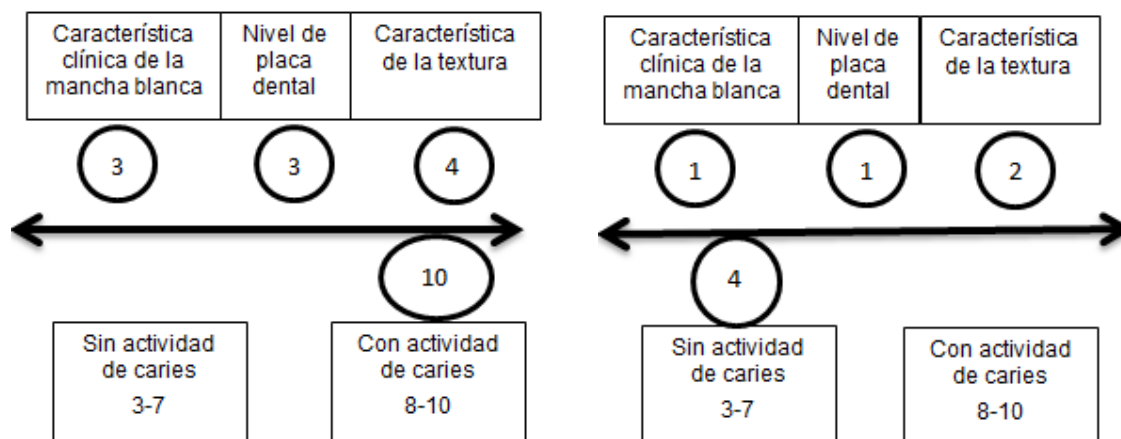 Característica
clínica de la
mancha blanca
Nivel de
placa
dental
Característica
de la textura
3
3
4
10
Sin actividad
de caries
3-7
Con actividad
de caries
8-10
Característica
clínica de la
mancha blanca
Nivel de
placa
dental
Característica
de la textura
1
1
2
4
Sin actividad
de caries
3-7
Con actividad
de caries
8-10